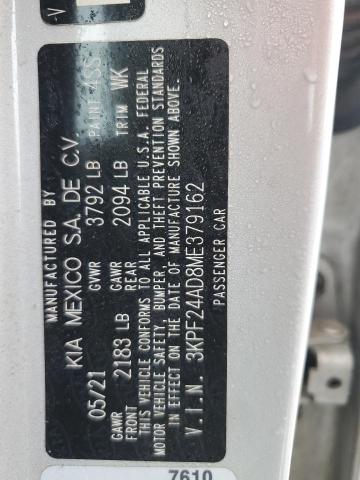 MANUFACTURED BY
KIA MEXICO S.A. DE C.V.
05/21 GVWR 3792 LB PAINT 4SS
GAWR FRONT 2183 LB GAWR REAR 2094 LB TRIM WK
THIS VEHICLE CONFORMS TO ALL APPLICABLE U.S.A. FEDERAL
MOTOR VEHICLE SAFETY, BUMPER, AND THEFT PREVENTION STANDARDS
IN EFFECT ON THE DATE OF MANUFACTURE SHOWN ABOVE.
V.I.N. 3KPF24AD8ME379162
PASSENGER CAR
7610
V